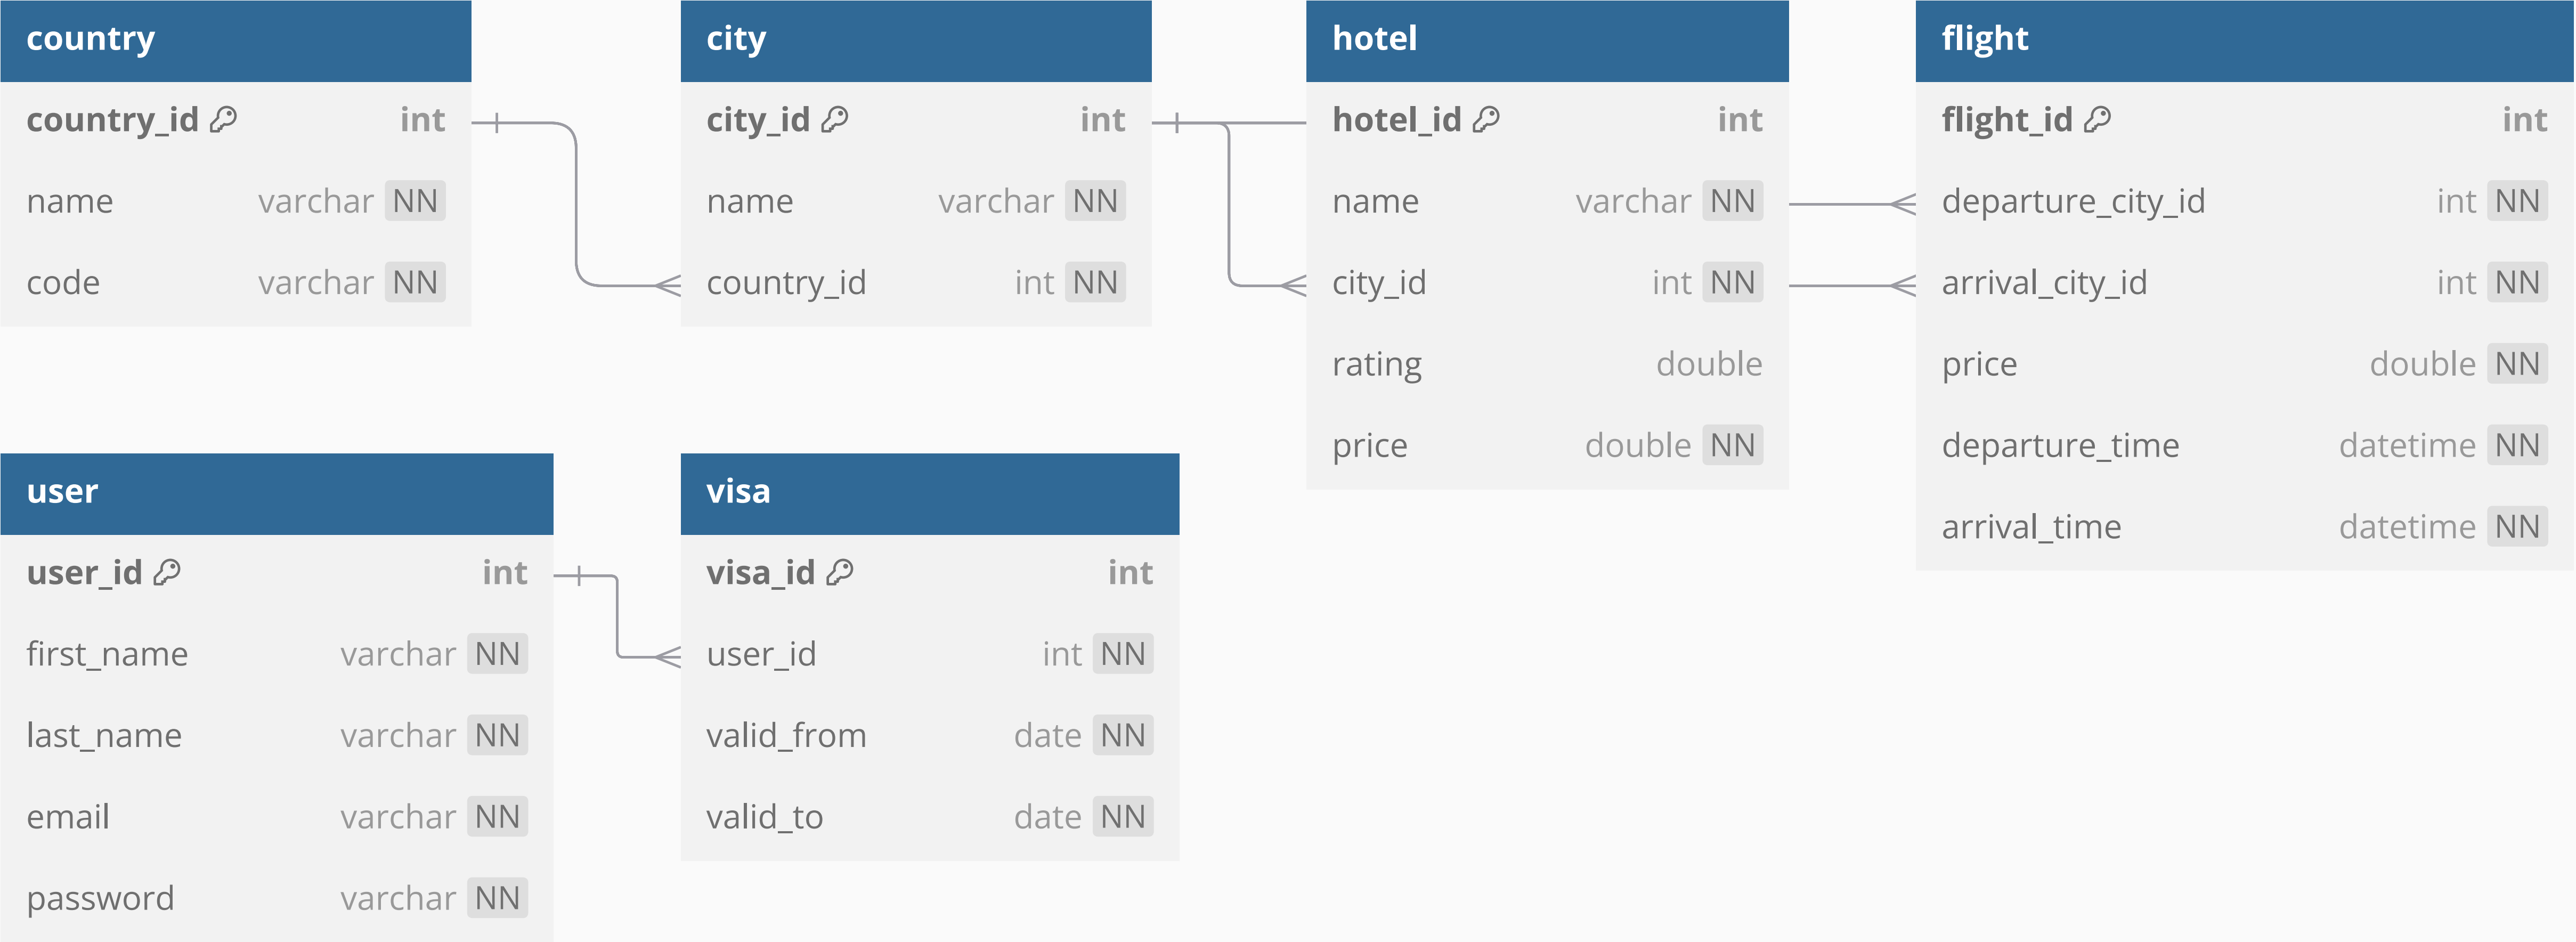 country
country_id int
name varchar NN
code varchar NN
city
city_id int
name varchar NN
country_id int NN
hotel
hotel_id int
name varchar NN
city_id int NN
rating double
price double NN
flight
flight_id int
departure_city_id int NN
arrival_city_id int NN
price double NN
departure_time datetime NN
arrival_time datetime NN
user
user_id int
first_name varchar NN
last_name varchar NN
email varchar NN
password varchar NN
visa
visa_id int
user_id int NN
valid_from date NN
valid_to date NN